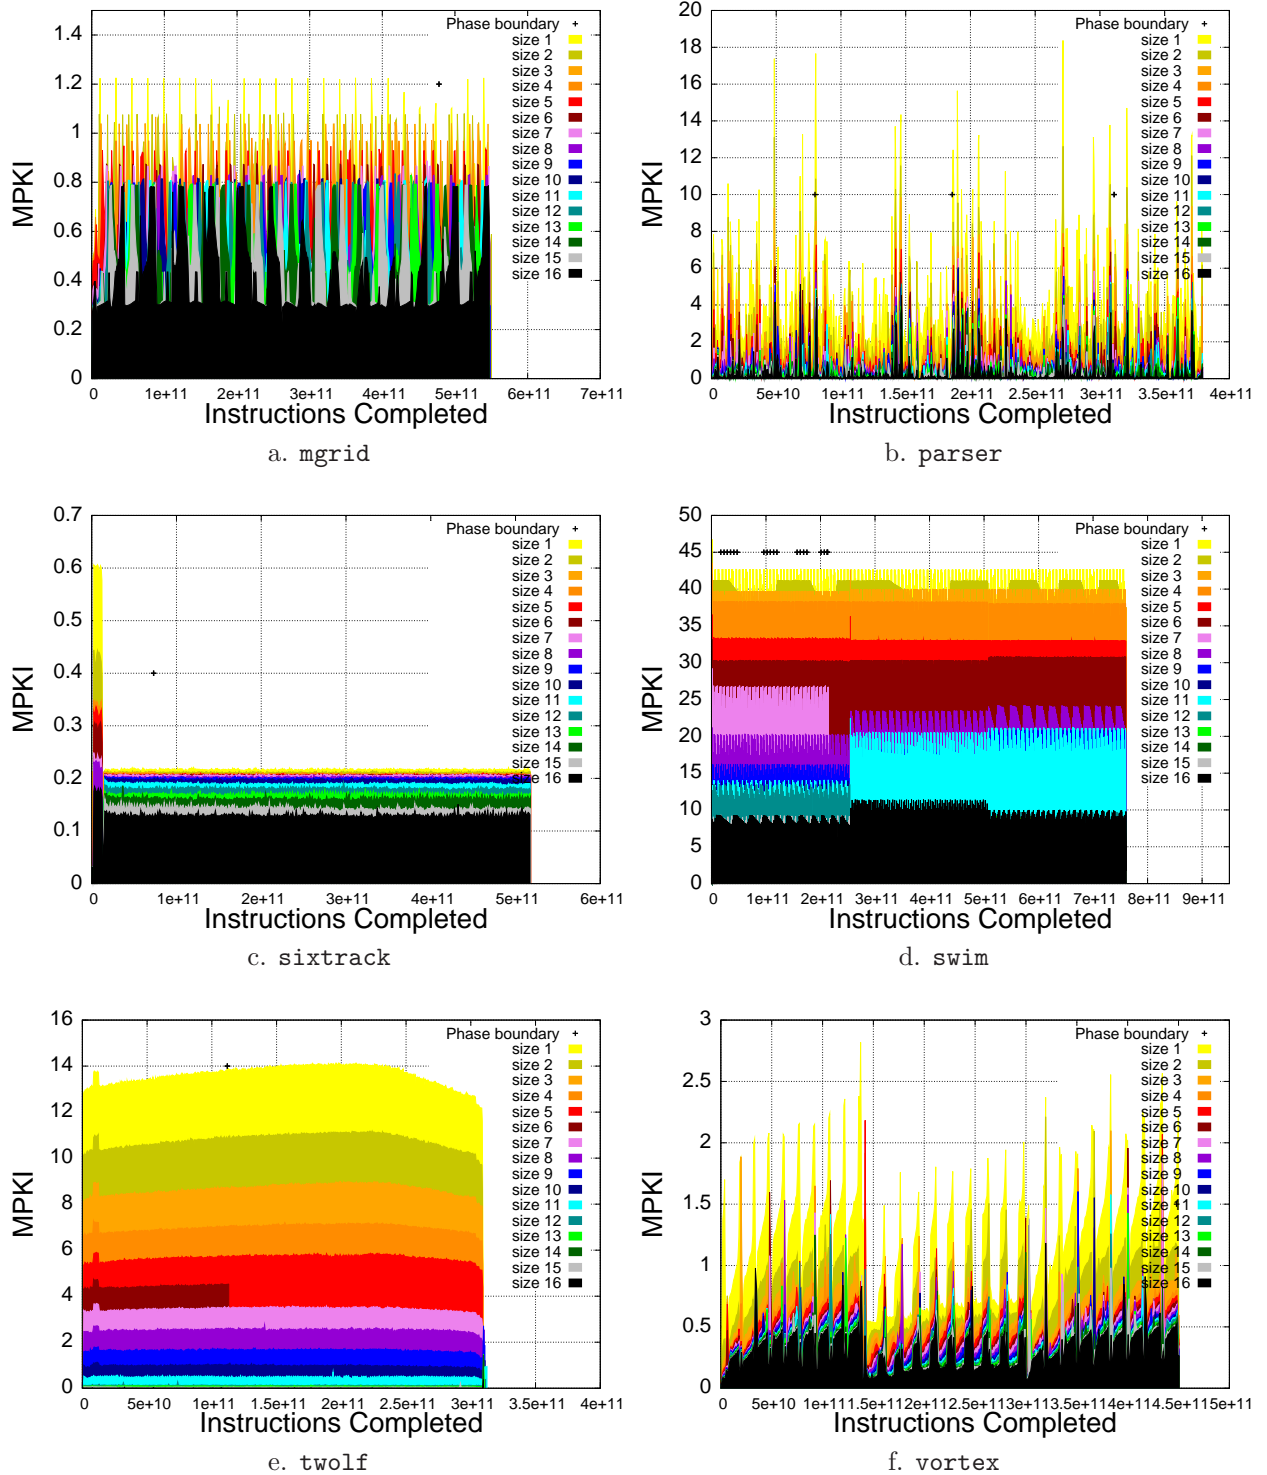 MPKI
1.4
1.2
1
0.8
0.6
0.4
0.2
0
0 1e+11 2e+11 3e+11 4e+11 5e+11 6e+11 7e+11
Instructions Completed
Phase boundary
size 1
size 2
size 3
size 4
size 5
size 6
size 7
size 8
size 9
size 10
size 11
size 12
size 13
size 14
size 15
size 16
a. mgrid
MPKI
20
18
16
14
12
10
8
6
4
2
0
0 5e+10 1e+11 1.5e+11 2e+11 2.5e+11 3e+11 3.5e+11 4e+11
Instructions Completed
Phase boundary
size 1
size 2
size 3
size 4
size 5
size 6
size 7
size 8
size 9
size 10
size 11
size 12
size 13
size 14
size 15
size 16
b. parser
MPKI
0.7
0.6
0.5
0.4
0.3
0.2
0.1
0
0 1e+11 2e+11 3e+11 4e+11 5e+11 6e+11
Instructions Completed
Phase boundary
size 1
size 2
size 3
size 4
size 5
size 6
size 7
size 8
size 9
size 10
size 11
size 12
size 13
size 14
size 15
size 16
c. sixtrack
MPKI
50
45
40
35
30
25
20
15
10
5
0
0 1e+11 2e+11 3e+11 4e+11 5e+11 6e+11 7e+11 8e+11 9e+11
Instructions Completed
Phase boundary
size 1
size 2
size 3
size 4
size 5
size 6
size 7
size 8
size 9
size 10
size 11
size 12
size 13
size 14
size 15
size 16
d. swim
MPKI
16
14
12
10
8
6
4
2
0
0 5e+10 1e+11 1.5e+11 2e+11 2.5e+11 3e+11 3.5e+11 4e+11
Instructions Completed
Phase boundary
size 1
size 2
size 3
size 4
size 5
size 6
size 7
size 8
size 9
size 10
size 11
size 12
size 13
size 14
size 15
size 16
e. twolf
MPKI
3
2.5
2
1.5
1
0.5
0
0 5e+10 1e+11 1.5e+11 2e+11 2.5e+11 3e+11 3.5e+11 4e+11 4.5e+11 5e+11
Instructions Completed
Phase boundary
size 1
size 2
size 3
size 4
size 5
size 6
size 7
size 8
size 9
size 10
size 11
size 12
size 13
size 14
size 15
size 16
f. vortex